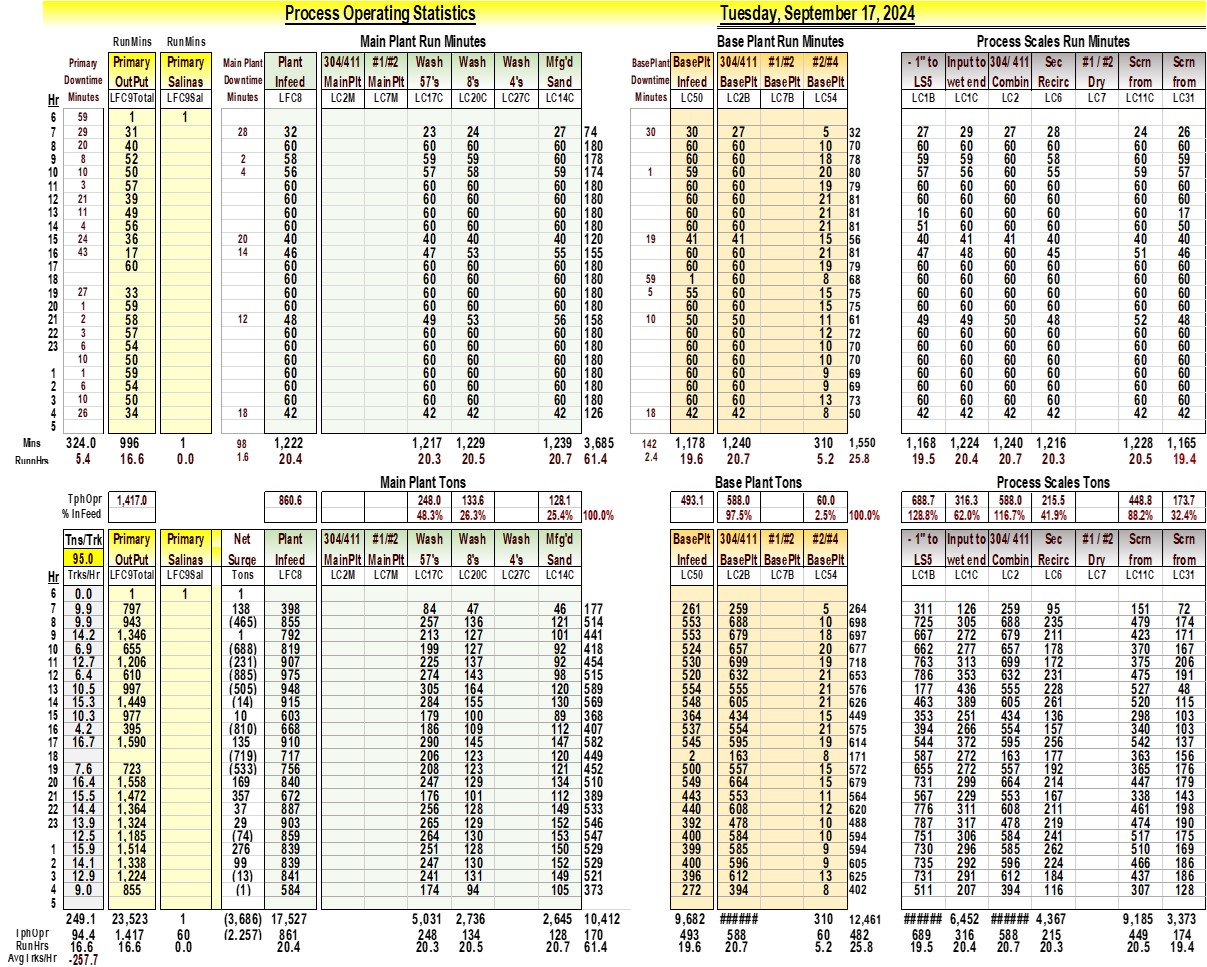 Process Operating Statistics Tuesday, September 17, 2024
RunMins RunMins Main Plant Run Minutes Base Plant Run Minutes Process Scales Run Minutes
Primary Primary Primary Main Plant Plant 304/411 #1/#2 Wash Wash Wash Mfg'd BasePlant BasePlt 304/411 #1/#2 #2/#4 - 1" to Input to 304/ 411 Sec #1 / #2 Scrn Scrn
Downtime OutPut Salinas Downtime Infeed MainPlt MainPlt 57's 8's 4's Sand Downtime Infeed BasePlt BasePlt BasePlt LS5 wet end Combin Recirc Dry from from
Hr Minutes LFC9Total LFC9Sal Minutes LFC8 LC2M LC7M LC17C LC20C LC27C LC14C Minutes LC50 LC2B LC7B LC54 LC1B LC1C LC2 LC6 LC7 LC11C LC31
6 59 1 1
7 29 31 28 32 23 24 27 74 30 30 27 5 32 27 29 27 28 24 26
8 20 40 60 60 60 60 180 60 60 10 70 60 60 60 60 60 60
9 8 52 2 58 59 59 60 178 60 60 18 78 59 59 60 58 60 59
10 10 50 4 56 57 58 59 174 1 59 60 20 80 57 56 60 55 59 57
11 3 57 60 60 60 60 180 60 60 19 79 60 60 60 60 60 60
12 21 39 60 60 60 60 180 60 60 21 81 60 60 60 60 60 60
13 11 49 60 60 60 60 180 60 60 21 81 16 60 60 60 60 17
14 4 56 60 60 60 60 180 60 60 21 81 51 60 60 60 60 50
15 24 36 20 40 40 40 40 120 19 41 41 15 56 40 41 41 40 40 40
16 43 17 14 46 47 53 55 155 60 60 21 81 47 48 60 45 51 46
17 60 60 60 60 60 180 60 60 19 79 60 60 60 60 60 60
18 60 60 60 60 180 59 1 60 8 68 60 60 60 60 60 60
19 27 33 60 60 60 60 180 5 55 60 15 75 60 60 60 60 60 60
20 1 59 60 60 60 60 180 60 60 15 75 60 60 60 60 60 60
21 2 58 12 48 49 53 56 158 10 50 50 11 61 49 49 50 48 52 48
22 3 57 60 60 60 60 180 60 60 12 72 60 60 60 60 60 60
23 6 54 60 60 60 60 180 60 60 10 70 60 60 60 60 60 60
10 50 60 60 60 60 180 60 60 10 70 60 60 60 60 60 60
1 1 59 60 60 60 60 180 60 60 9 69 60 60 60 60 60 60
2 6 54 60 60 60 60 180 60 60 9 69 60 60 60 60 60 60
3 10 50 60 60 60 60 180 60 60 13 73 60 60 60 60 60 60
4 26 34 18 42 42 42 42 126 18 42 42 8 50 42 42 42 42 42 42
5
Mins 324.0 996 1 98 1,222 1,217 1,229 1,239 3,685 142 1,178 1,240 310 1,550 1,168 1,224 1,240 1,216 1,228 1,165
RunnHrs 5.4 16.6 0.0 1.6 20.4 20.3 20.5 20.7 61.4 2.4 19.6 20.7 5.2 25.8 19.5 20.4 20.7 20.3 20.5 19.4
Main Plant Tons Base Plant Tons Process Scales Tons
TphOpr 1,417.0 860.6 248.0 133.6 128.1 493.1 588.0 60.0 688.7 316.3 588.0 215.5 448.8 173.7
% InFeed 48.3% 26.3% 25.4% 100.0% 97.5% 2.5% 100.0% 128.8% 62.0% 116.7% 41.9% 88.2% 32.4%
Tns/Trk Primary Primary Net Plant 304/411 #1/#2 Wash Wash Wash Mfg'd BasePlt 304/411 #1/#2 #2/#4 - 1" to Input to 304/ 411 Sec #1 / #2 Scrn Scrn
95.0 OutPut Salinas Surge Infeed MainPlt MainPlt 57's 8's 4's Sand Infeed BasePlt BasePlt BasePlt LS5 wet end Combin Recirc Dry from from
Hr Trks/Hr LFC9Total LFC9Sal Tons LFC8 LC2M LC7M LC17C LC20C LC27C LC14C LC50 LC2B LC7B LC54 LC1B LC1C LC2 LC6 LC7 LC11C LC31
6 0.0 1 1 1
7 9.9 797 138 398 84 47 46 177 261 259 5 264 311 126 259 95 151 72
8 9.9 943 (465) 855 257 136 121 514 553 688 10 698 725 305 688 235 479 174
9 14.2 1,346 1 792 213 127 101 441 553 679 18 697 667 272 679 211 423 171
10 6.9 655 (688) 819 199 127 92 418 524 657 20 677 662 277 657 178 370 167
11 12.7 1,206 (231) 907 225 137 92 454 530 699 19 718 763 313 699 172 375 206
12 6.4 610 (885) 975 274 143 98 515 520 632 21 653 786 353 632 231 475 191
13 10.5 997 (505) 948 305 164 120 589 554 555 21 576 177 436 555 228 527 48
14 15.3 1,449 (14) 915 284 155 130 569 548 605 21 626 463 389 605 261 520 115
15 10.3 977 10 603 179 100 89 368 364 434 15 449 353 251 434 136 298 103
16 4.2 395 (810) 668 186 109 112 407 537 554 21 575 394 266 554 157 340 103
17 16.7 1,590 135 910 290 145 147 582 545 595 19 614 544 372 595 256 542 137
18 (719) 717 206 123 120 449 2 163 8 171 587 272 163 177 363 156
19 7.6 723 (533) 756 208 123 121 452 500 557 15 572 655 272 557 192 365 176
20 16.4 1,558 169 840 247 129 134 510 549 664 15 679 731 299 664 214 447 179
21 15.5 1,472 357 672 176 101 112 389 443 553 11 564 567 229 553 167 338 143
22 14.4 1,364 37 887 256 128 149 533 440 608 12 620 776 311 608 211 461 198
23 13.9 1,324 29 903 265 129 152 546 392 478 10 488 787 317 478 219 474 190
12.5 1,185 (74) 859 264 130 153 547 400 584 10 594 751 306 584 241 517 175
1 15.9 1,514 276 839 251 128 150 529 399 585 9 594 730 296 585 262 510 169
2 14.1 1,338 99 839 247 130 152 529 400 596 9 605 735 292 596 224 466 186
3 12.9 1,224 (13) 841 241 131 149 521 396 612 13 625 731 291 612 184 437 186
4 9.0 855 (1) 584 174 94 105 373 272 394 8 402 511 207 394 116 307 128
5
249.1 23,523 1 (3,686) 17,527 5,031 2,736 2,645 10,412 9,682 ###### 310 12,461 ###### 6,452 ###### 4,367 9,185 3,373
TphOpr 94.4 1,417 60 (2.257) 861 248 134 128 170 493 588 60 482 689 316 588 215 449 174
RunHrs 16.6 16.6 0.0 20.4 20.3 20.5 20.7 61.4 19.6 20.7 5.2 25.8 19.5 20.4 20.7 20.3 20.5 19.4
AvgTrks/Hr -257.7